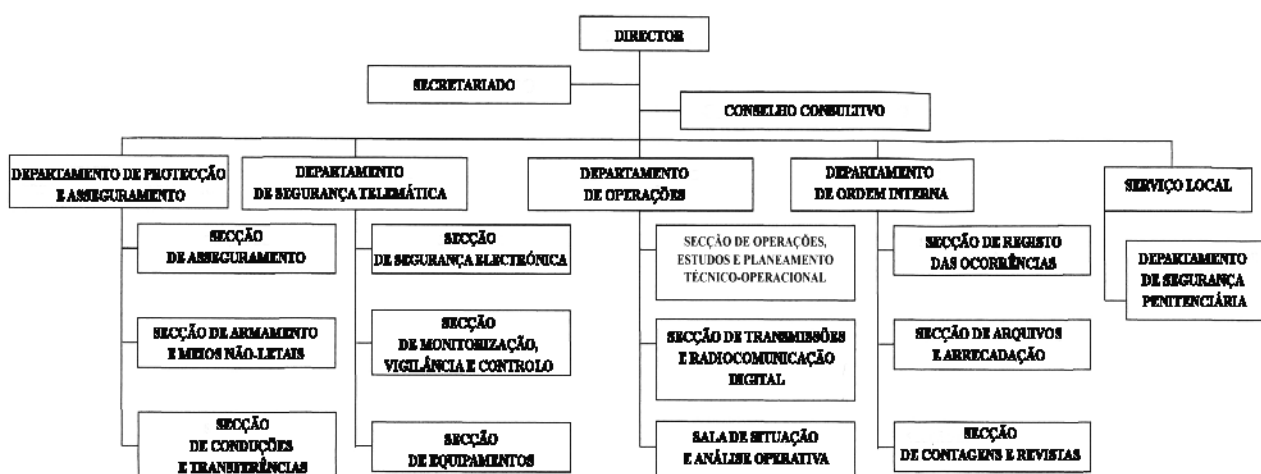 DIRECTOR
SECRETARIADO
CONSELHO CONSULTIVO
DEPARTAMENTO DE PROTECÇÃO
E ASSEGURAMENTO
DEPARTAMENTO
DE SEGURANÇA TELEMÁTICA
DEPARTAMENTO
DE OPERAÇÕES
DEPARTAMENTO
DE ORDEM INTERNA
SERVIÇO LOCAL
SECÇÃO
DE ASSEGURAMENTO
SECÇÃO DE ARMAMENTO
E MEIOS NÃO-LETAIS
SECÇÃO
DE CONDUÇÕES
E TRANSFERÊNCIAS
SECÇÃO
DE SEGURANÇA ELECTRÓNICA
SECÇÃO
DE MONITORIZAÇÃO,
VIGILÂNCIA E CONTROLO
SECÇÃO
DE EQUIPAMENTOS
SECÇÃO DE OPERAÇÕES,
ESTUDOS E PLANEAMENTO
TÉCNICO-OPERACIONAL
SECÇÃO DE TRANSMISSÕES
E RADIOCOMUNICAÇÃO
DIGITAL
SALA DE SITUAÇÃO
E ANÁLISE OPERATIVA
SECÇÃO DE REGISTO
DAS OCORRÊNCIAS
SECÇÃO DE ARQUIVOS
E ARRECADAÇÃO
SECÇÃO
DE CONTAGENS E REVISTAS
DEPARTAMENTO
DE SEGURANÇA
PENITENCIÁRIA